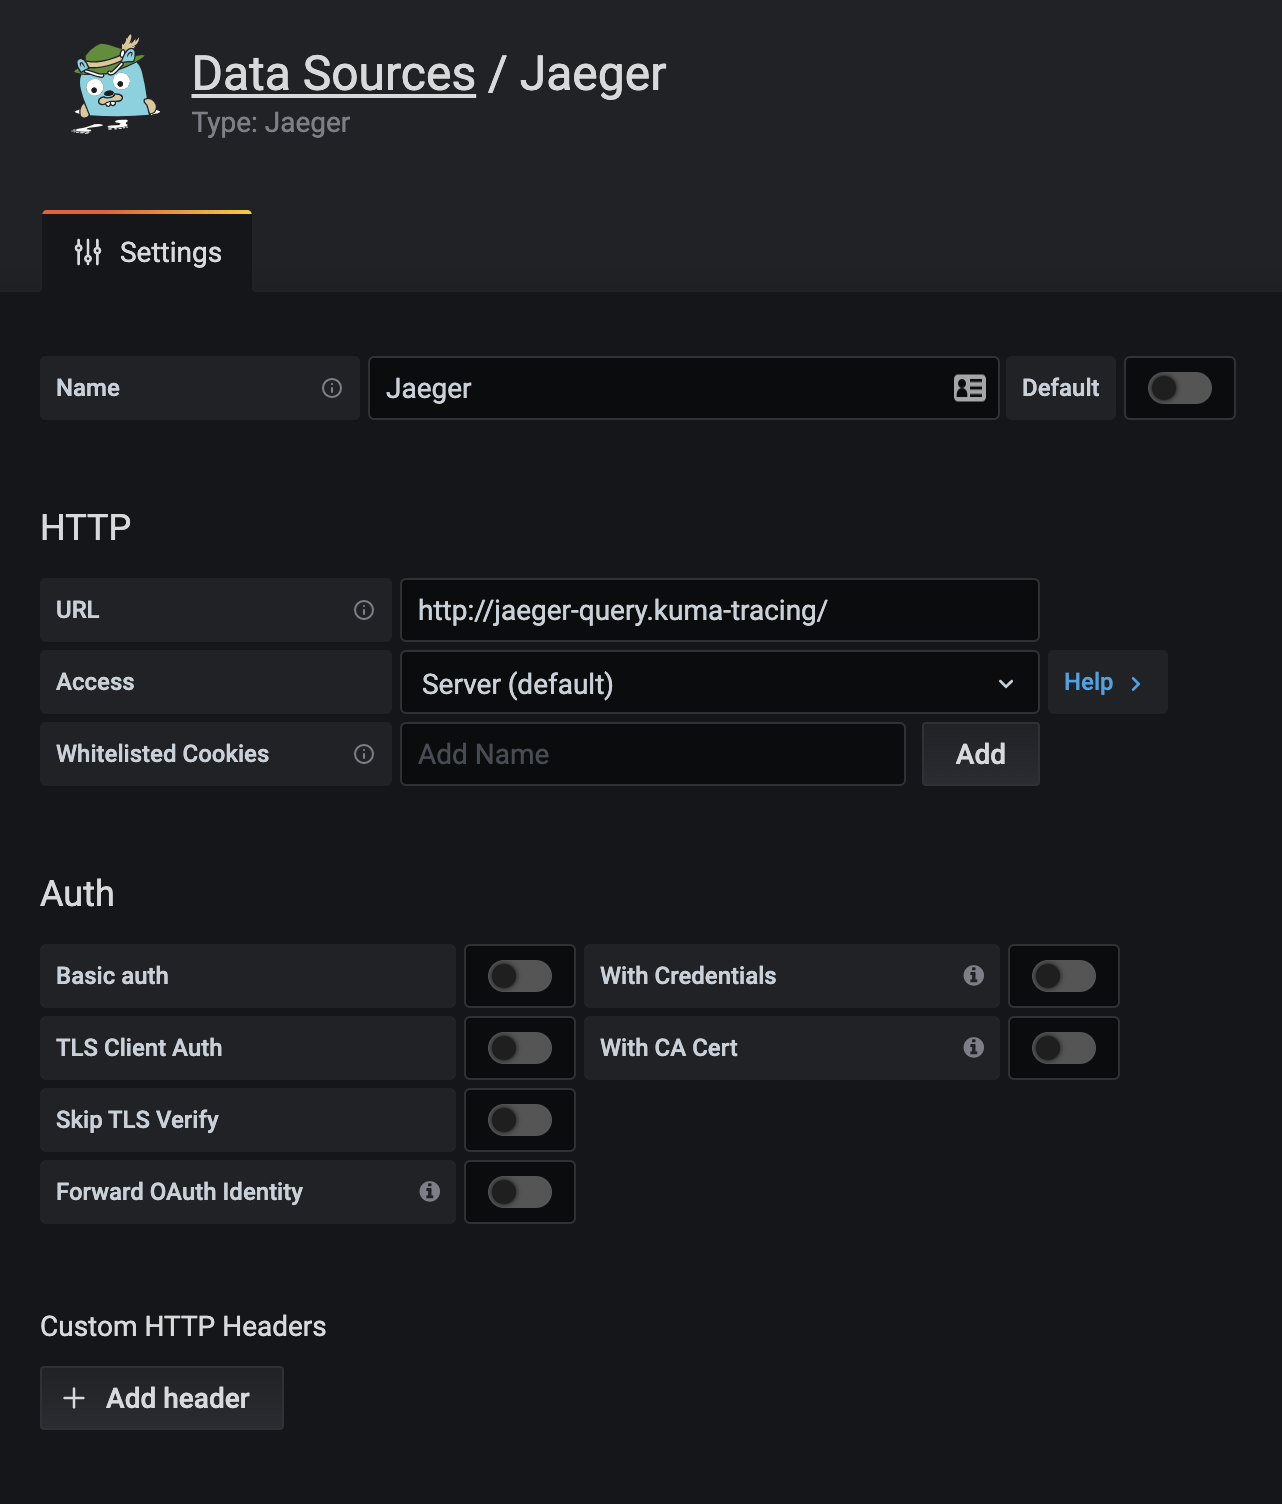 Data Sources / Jaeger
Type: Jaeger
Settings
Name Jaeger Default
HTTP
URL http://jaeger-query.kuma-tracing/
Access Server (default) Help
Whitelisted Cookies Add Name Add
Auth
Basic auth With Credentials
TLS Client Auth With CA Cert
Skip TLS Verify
Forward OAuth Identity
Custom HTTP Headers
+ Add header